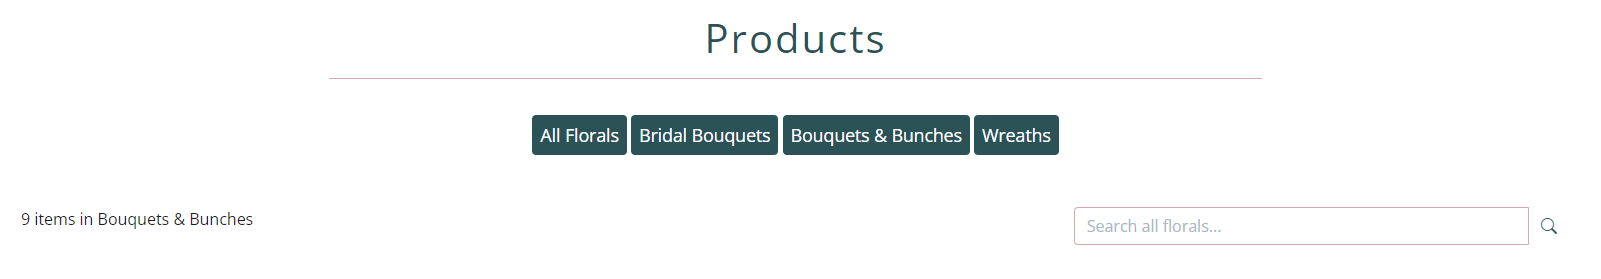 Products
All Florals Bridal Bouquets Bouquets & Bunches Wreaths
9 items in Bouquets & Bunches Search all florals...